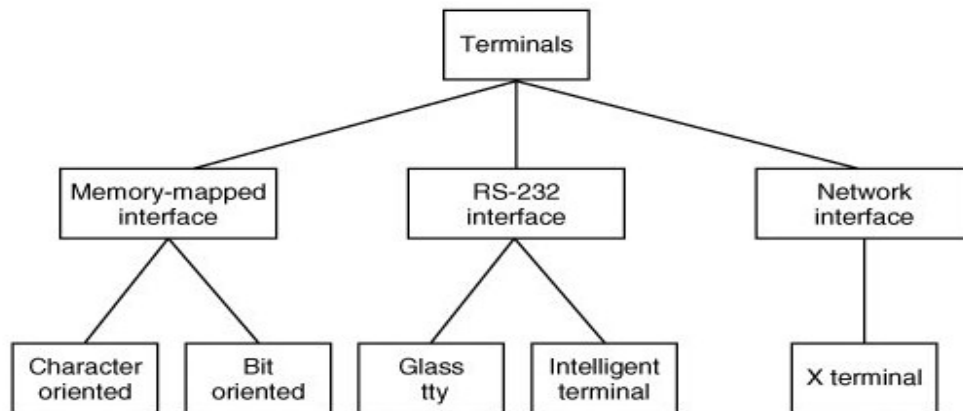 Terminals
Memory-mapped
interface
RS-232
interface
Network
interface
Character
oriented
Bit
oriented
Glass
tty
Intelligent
terminal
X terminal